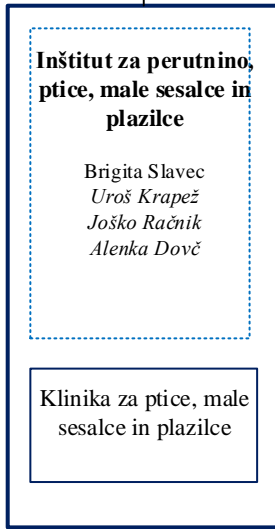 Inštitut za perutnino,
ptice, male sesalce in
plazilce
Brigita Slavec
Uroš Krapež
Joško Račnik
Alenka Dovč
Klinika za ptice, male
sesalce in plazilce